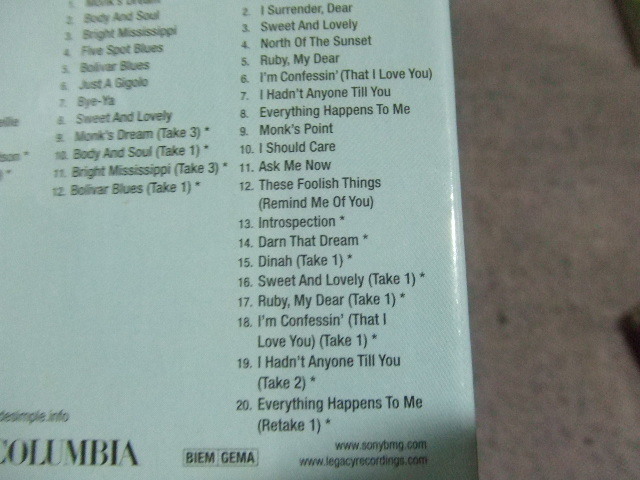 1. Monk's Dream
2. Body And Soul
3. Bright Mississippi
4. Five Spot Blues
5. Bolivar Blues
6. Just A Gigolo
7. Bye-Ya
8. Sweet And Lovely
9. Monk's Dream (Take 3) *
10. Body And Soul (Take 1) *
11. Bright Mississippi (Take 3) *
12. Bolivar Blues (Take 1) *
2. I Surrender, Dear
3. Sweet And Lovely
4. North Of The Sunset
5. Ruby, My Dear
6. I'm Confessin' (That I Love You)
7. I Hadn't Anyone Till You
8. Everything Happens To Me
9. Monk's Point
10. I Should Care
11. Ask Me Now
12. These Foolish Things
(Remind Me Of You)
13. Introspection *
14. Darn That Dream *
15. Dinah (Take 1) *
16. Sweet And Lovely (Take 1) *
17. Ruby, My Dear (Take 1) *
18. I'm Confessin' (That I
Love You) (Take 1) *
19. I Hadn't Anyone Till You
(Take 2) *
20. Everything Happens To Me
(Retake 1) *
desimple.info
COLUMBIA
BIEM GEMA
www.sonybmg.com
www.legacyrecordings.com